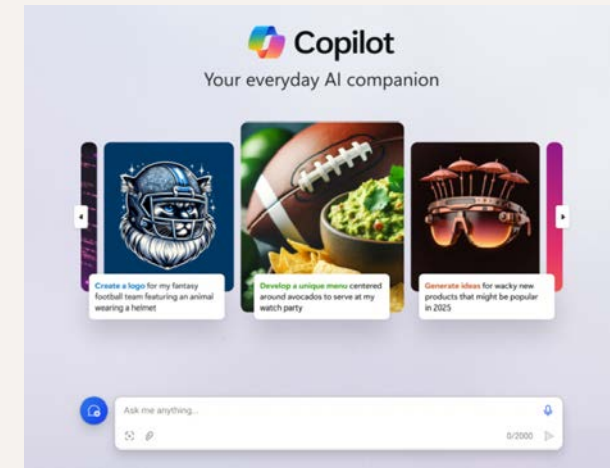 Copilot
Your everyday AI companion
Create a logo for my fantasy
football team featuring an animal
wearing a helmet
Develop a unique menu centered
around avocados to serve at my
watch party
Generate ideas for wacky new
products that might be popular
in 2025
Ask me anything...
0/2000